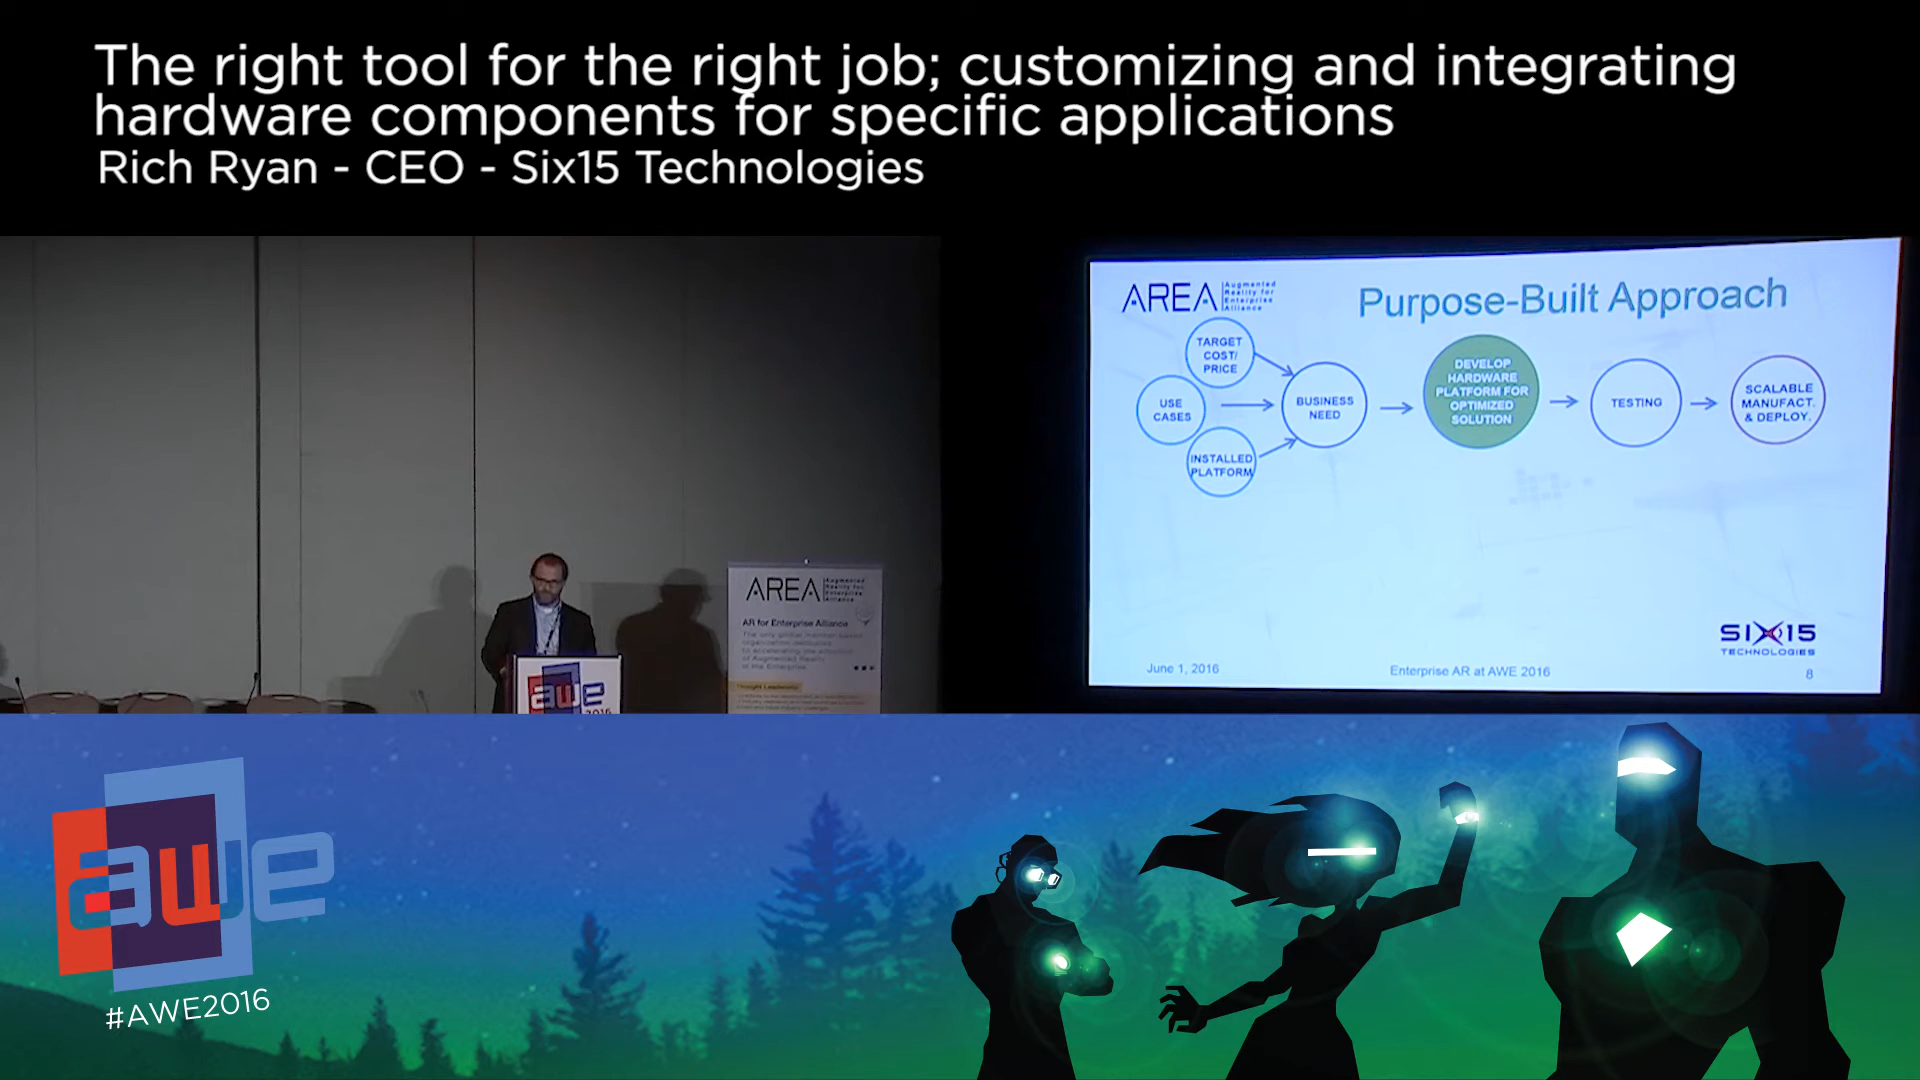 The right tool for the right job; customizing and integrating
hardware components for specific applications
Rich Ryan - CEO - Six15 Technologies
AREA
Augmented
Reality for
Enterprise
Alliance
Purpose-Built Approach
TARGET
COST/
PRICE
USE
CASES
INSTALLED
PLATFORM
BUSINESS
NEED
DEVELOP
HARDWARE
PLATFORM FOR
OPTIMIZED
SOLUTION
TESTING
SCALABLE
MANUFACT.
& DEPLOY.
SIX15
TECHNOLOGIES
June 1, 2016
Enterprise AR at AWE 2016
8
AREA
Augmented
Reality for
Enterprise
Alliance
AR for Enterprise Alliance
The only global member based
organization dedicated
to accelerating the adoption
of Augmented Reality
in the Enterprise
Thought Leadership
awe
2016
awe
#AWE2016